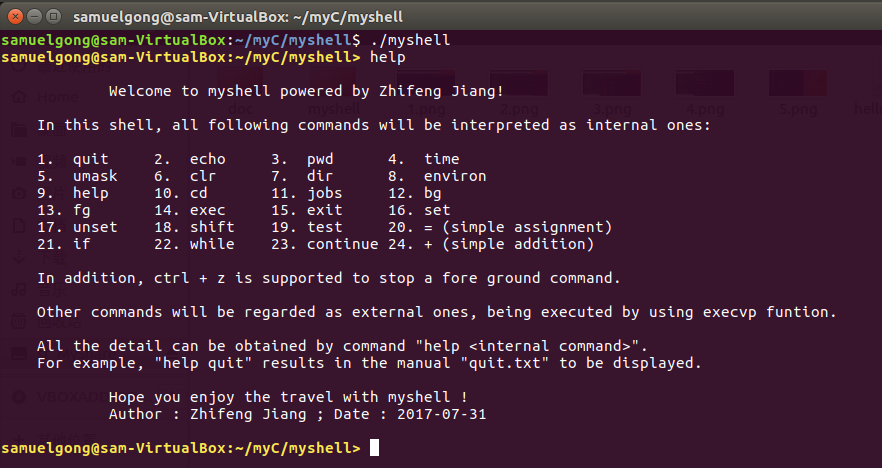 samuelgong@sam-VirtualBox: ~/myC/myshell
samuelgong@sam-VirtualBox:~/myC/myshell$ ./myshell
samuelgong@sam-VirtualBox:~/myC/myshell> help
Welcome to myshell powered by Zhifeng Jiang!
In this shell, all following commands will be interpreted as internal ones:
1. quit 2. echo 3. pwd 4. time
5. umask 6. clr 7. dir 8. environ
9. help 10. cd 11. jobs 12. bg
13. fg 14. exec 15. exit 16. set
17. unset 18. shift 19. test 20. = (simple assignment)
21. if 22. while 23. continue 24. + (simple addition)
In addition, ctrl + z is supported to stop a fore ground command.
Other commands will be regarded as external ones, being executed by using execvp funtion.
All the detail can be obtained by command "help <internal command>".
For example, "help quit" results in the manual "quit.txt" to be displayed.
Hope you enjoy the travel with myshell !
Author : Zhifeng Jiang ; Date : 2017-07-31
samuelgong@sam-VirtualBox:~/myC/myshell>